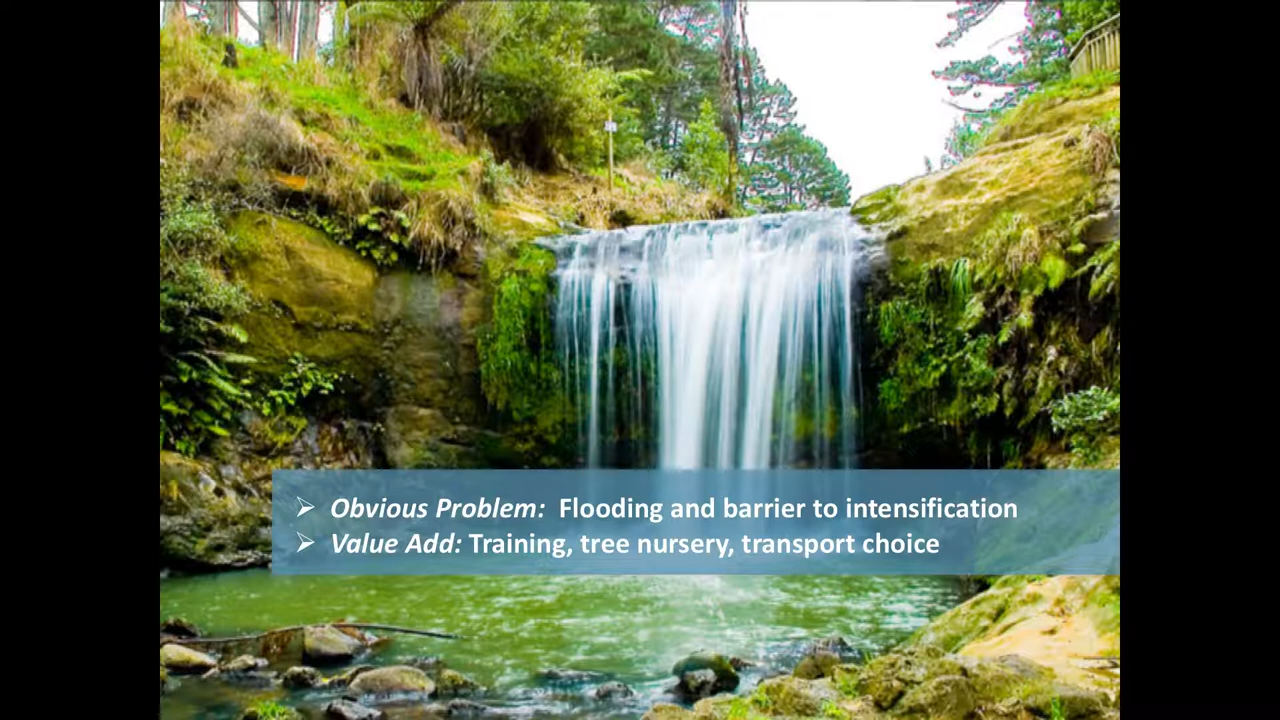 ➢ Obvious Problem: Flooding and barrier to intensification
➢ Value Add: Training, tree nursery, transport choice